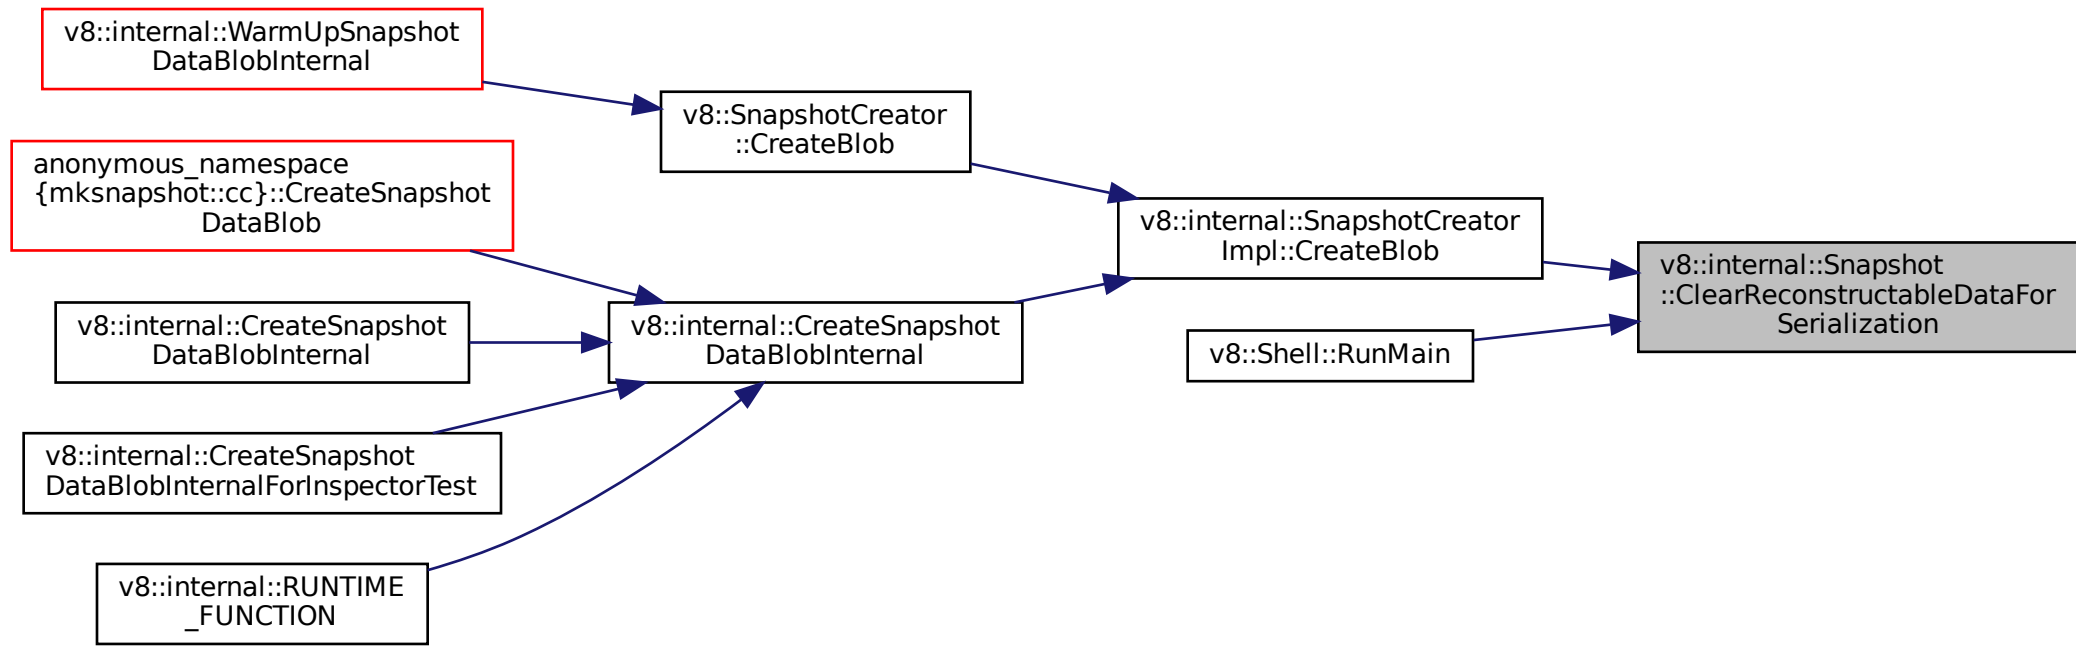 v8::internal::WarmUpSnapshot
DataBlobInternal
anonymous_namespace
{mksnapshot::cc}::CreateSnapshot
DataBlob
v8::internal::CreateSnapshot
DataBlobInternal
v8::internal::CreateSnapshot
DataBlobInternalForInspectorTest
v8::internal::RUNTIME
_FUNCTION
v8::SnapshotCreator
::CreateBlob
v8::internal::CreateSnapshot
DataBlobInternal
v8::internal::SnapshotCreator
Impl::CreateBlob
v8::Shell::RunMain
v8::internal::Snapshot
::ClearReconstructableDataFor
Serialization